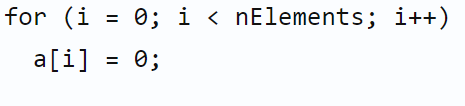 for (i = 0; i < nElements; i++)
  a[i] = 0;